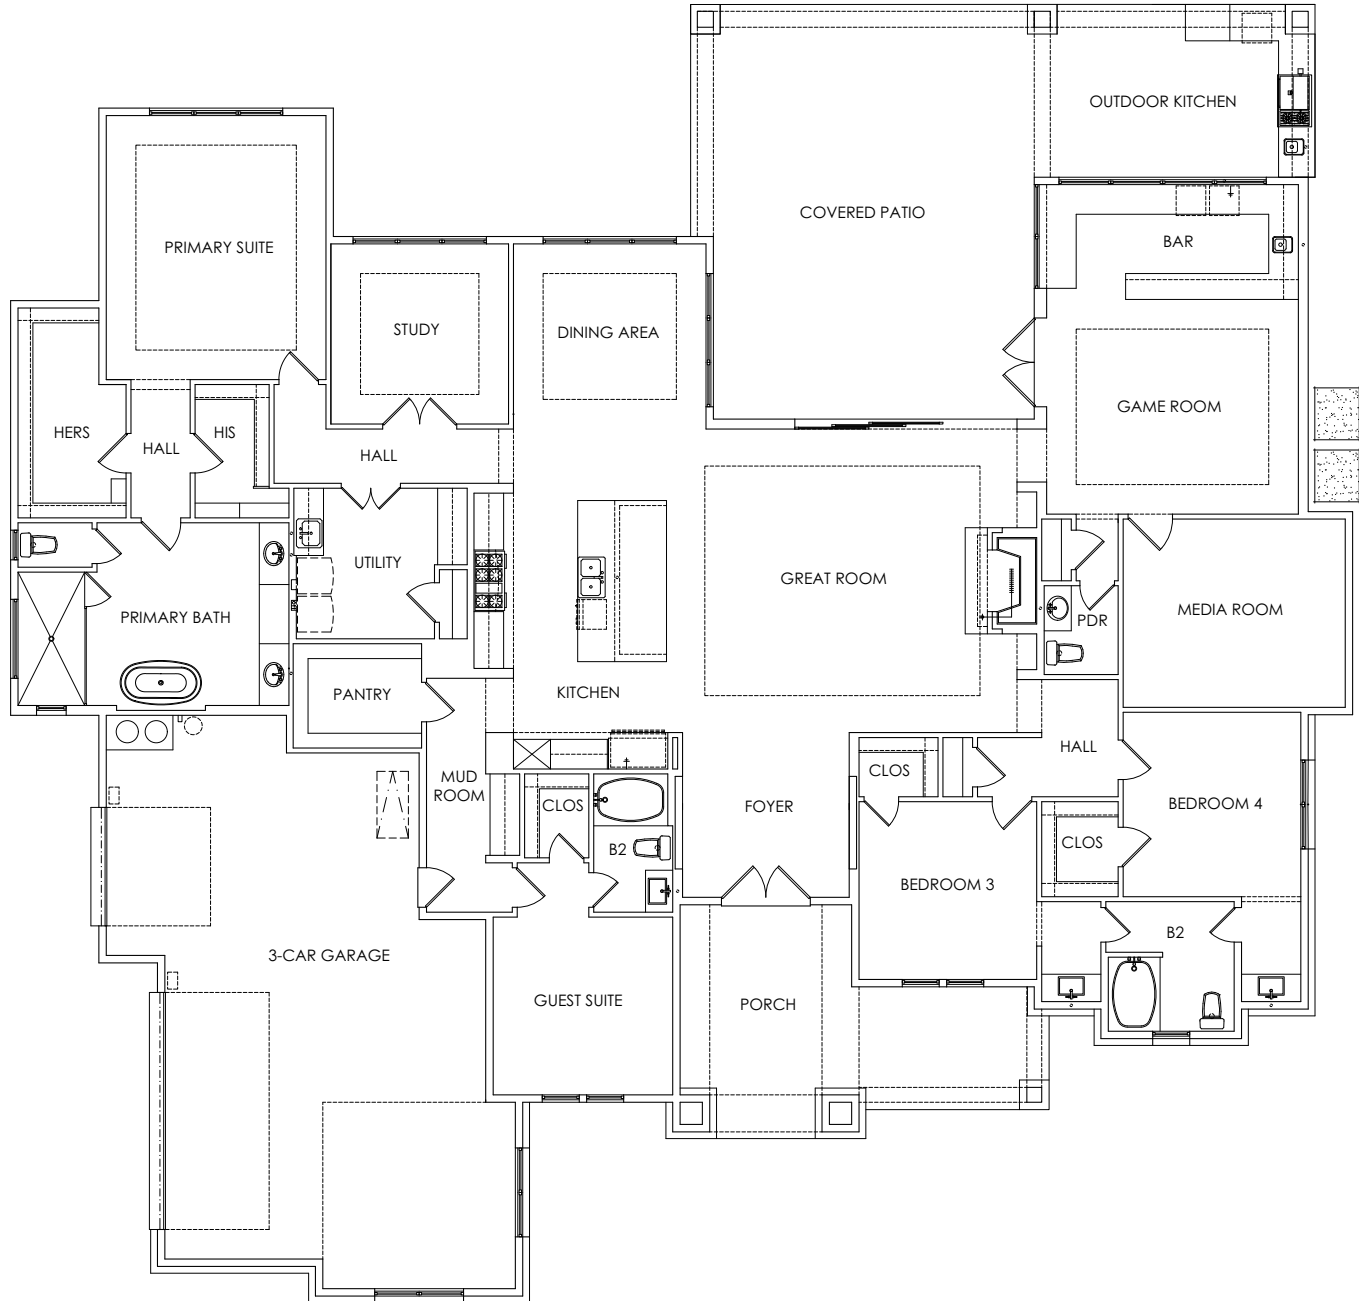 OUTDOOR KITCHEN
COVERED PATIO
BAR
PRIMARY SUITE
STUDY
DINING AREA
GAME ROOM
HERS
HIS
HALL
HALL
UTILITY
GREAT ROOM
MEDIA ROOM
PRIMARY BATH
PDR
PANTRY
KITCHEN
HALL
CLOS
MUD
ROOM
CLOS
FOYER
BEDROOM 4
B2
CLOS
BEDROOM 3
B2
3-CAR GARAGE
GUEST SUITE
PORCH